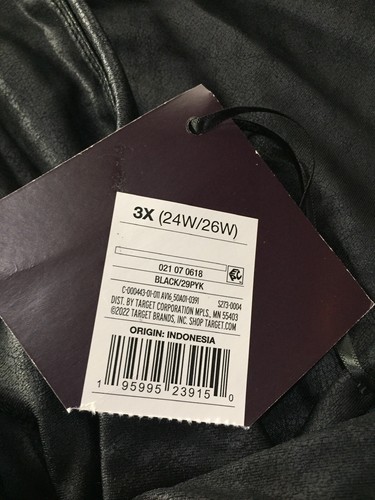 3X (24W/26W)
021 07 0618
BLACK/29PYK
C-000443-01-011 AV16_50A01-0391 S273-0004
DIST. BY TARGET CORPORATION MPLS., MN 55403
©2022 TARGET BRANDS, INC. SHOP TARGET.COM
ORIGIN: INDONESIA
1 95995 23915 0